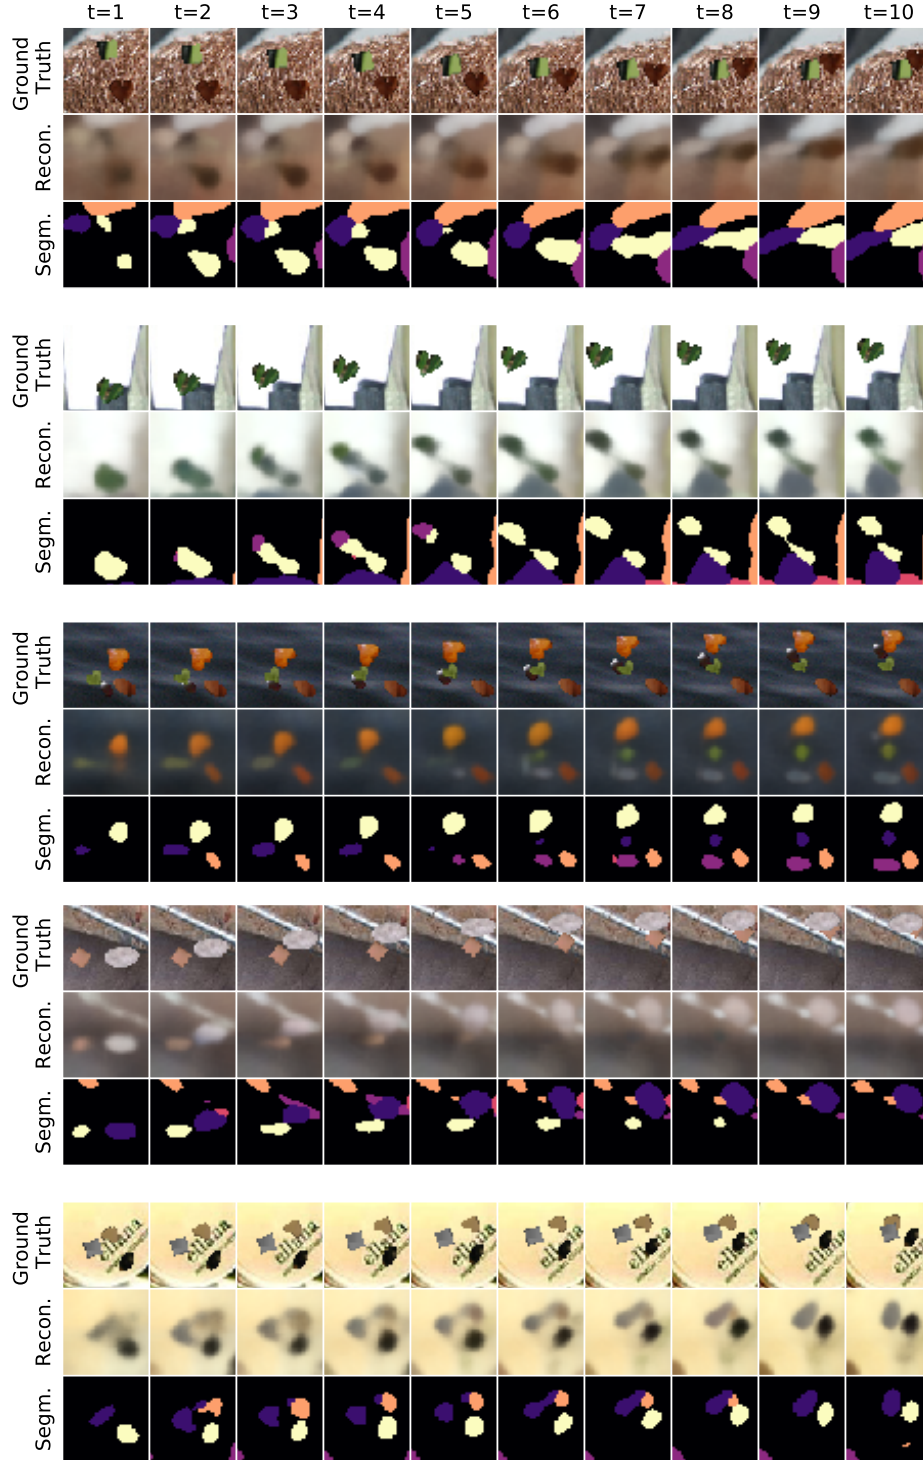 t=1 t=2 t=3 t=4 t=5 t=6 t=7 t=8 t=9 t=10
Ground Truth
Recon.
Segm.
Ground Truth
Recon.
Segm.
Ground Truth
Recon.
Segm.
Ground Truth
Recon.
Segm.
Ground Truth
Recon.
Segm.